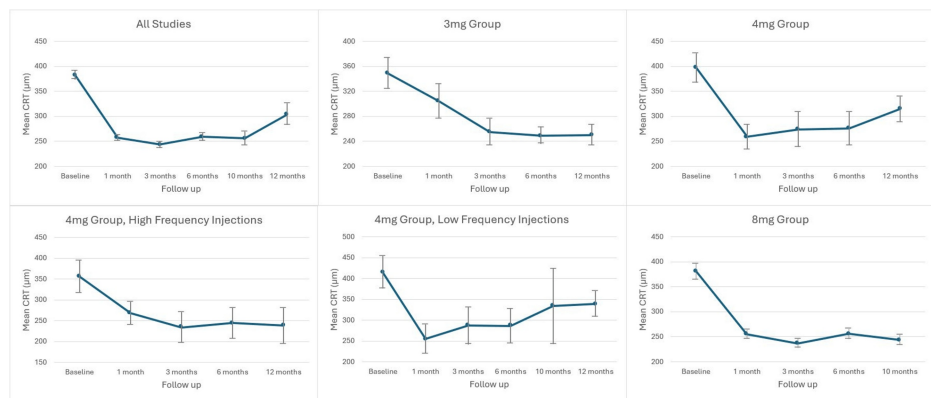 All Studies
450
400
350
300
250
200
Mean CRT (µm)
Baseline 1 month 3 months 6 months 10 months 12 months
Follow up
3mg Group
400
360
320
280
240
200
Mean CRT (µm)
Baseline 1 month 3 months 6 months 12 months
Follow up
4mg Group
450
400
350
300
250
200
Mean CRT (µm)
Baseline 1 month 3 months 6 months 12 months
Follow up
4mg Group, High Frequency Injections
450
400
350
300
250
200
150
Mean CRT (µm)
Baseline 1 month 3 months 6 months 12 months
Follow up
4mg Group, Low Frequency Injections
500
450
400
350
300
250
200
Mean CRT (µm)
Baseline 1 month 3 months 6 months 10 months 12 months
Follow up
8mg Group
450
400
350
300
250
200
Mean CRT (µm)
Baseline 1 month 3 months 6 months 10 months
Follow up